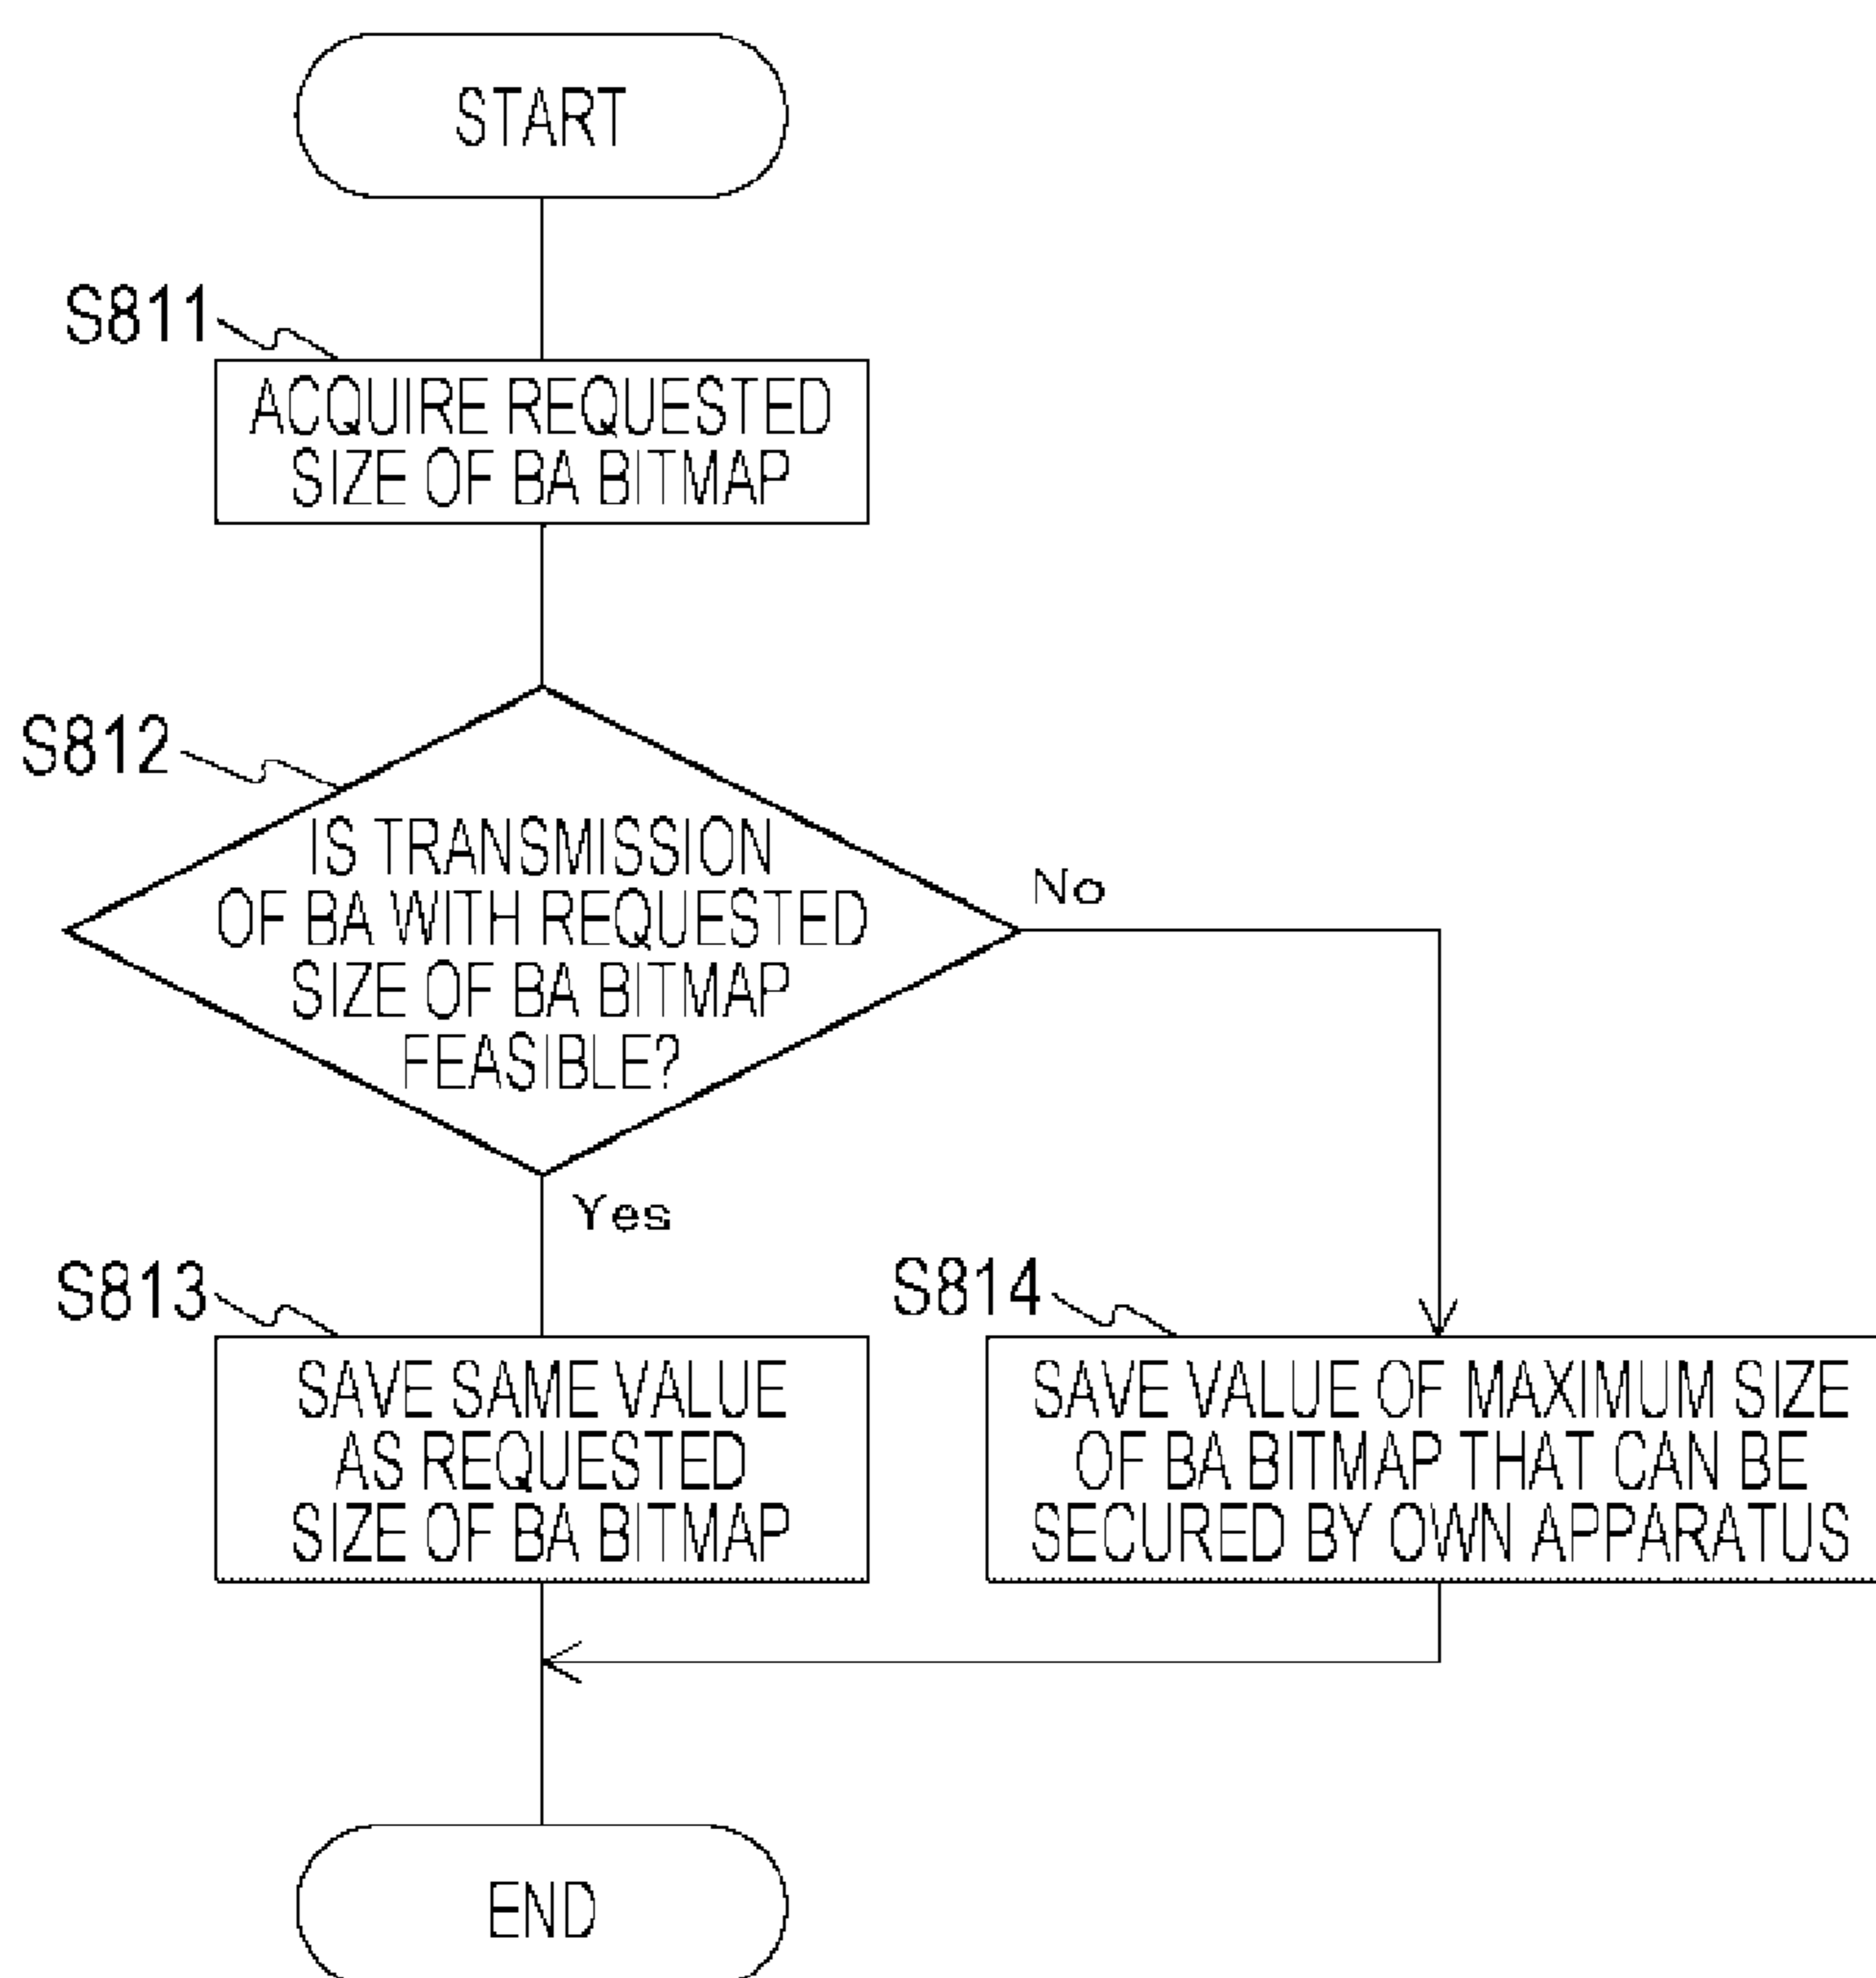 START
S811
ACQUIRE REQUESTED
SIZE OF BA BITMAP
S812
IS TRANSMISSION
OF BA WITH REQUESTED
SIZE OF BA BITMAP
FEASIBLE?
No
Yes
S813
SAVE SAME VALUE
AS REQUESTED
SIZE OF BA BITMAP
S814
SAVE VALUE OF MAXIMUM SIZE
OF BA BITMAP THAT CAN BE
SECURED BY OWN APPARATUS
END